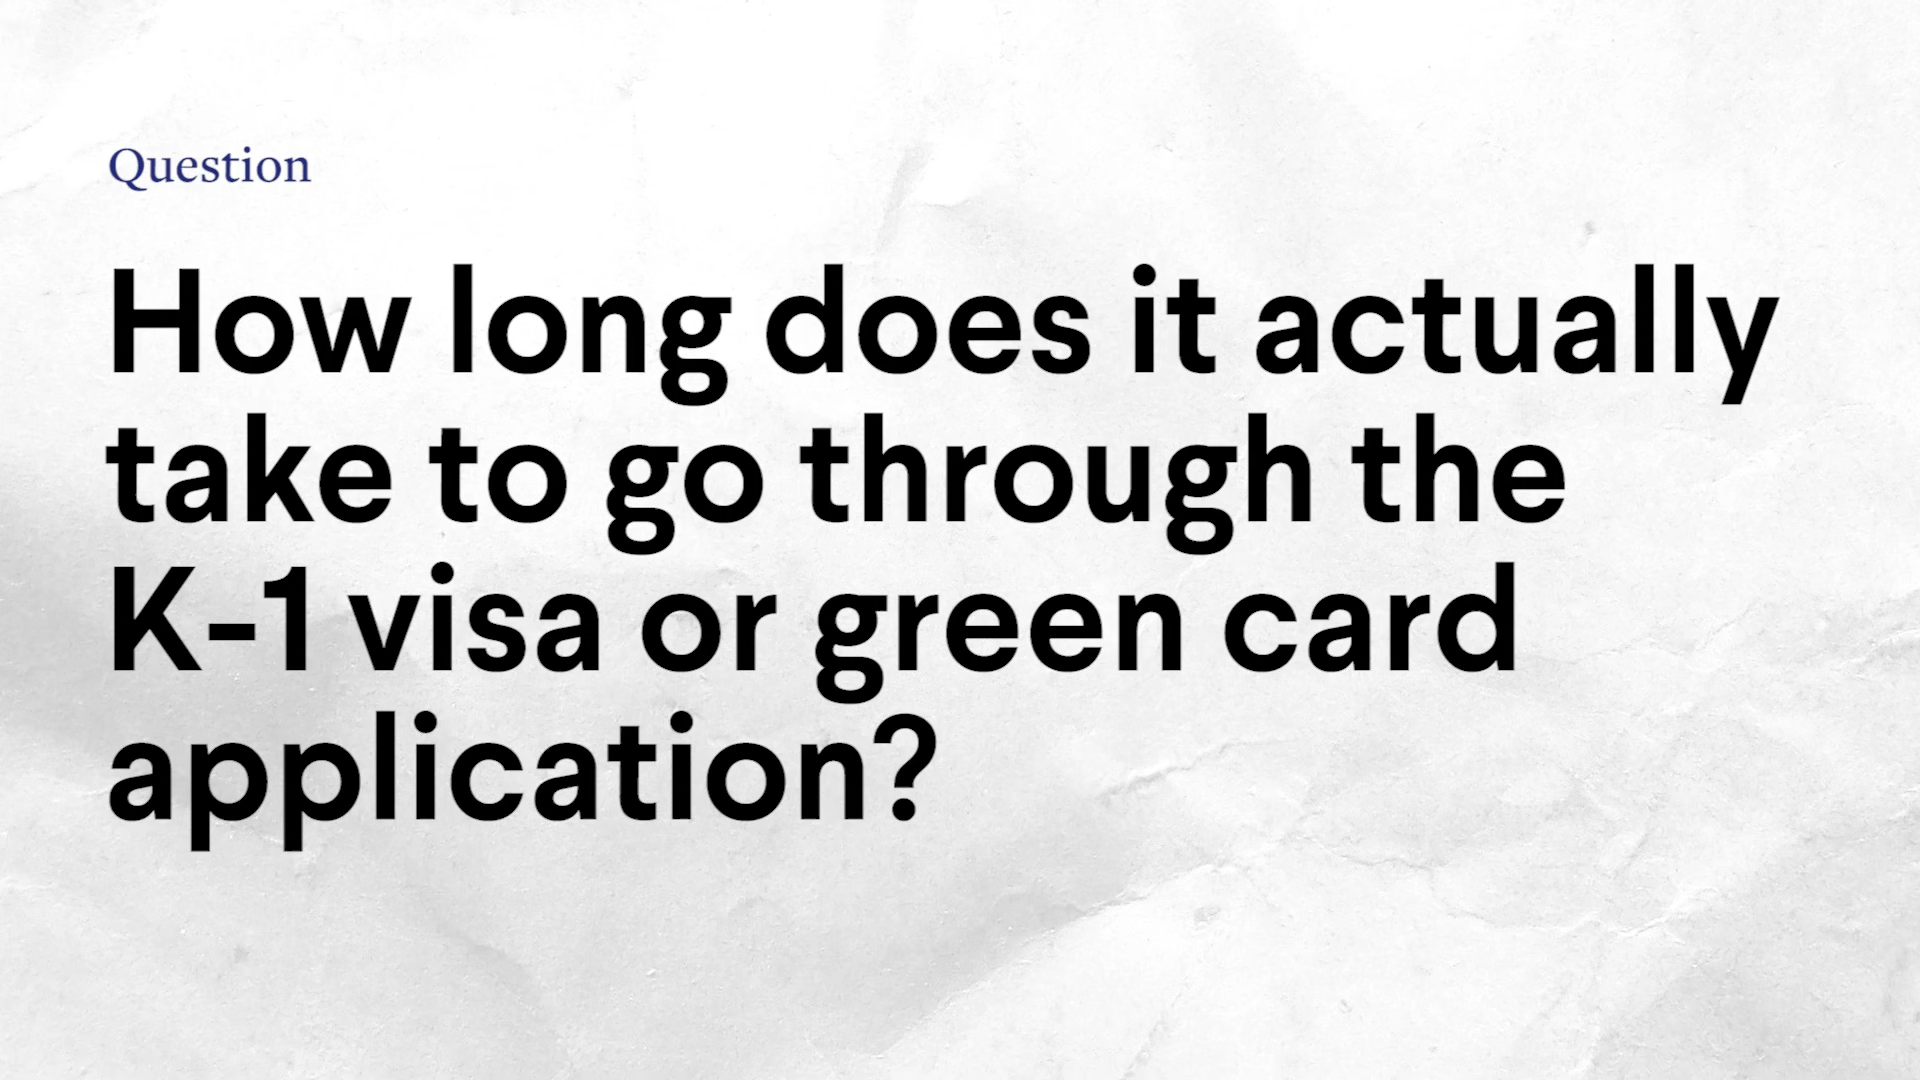 Question
How long does it actually
take to go through the
K-1 visa or green card
application?